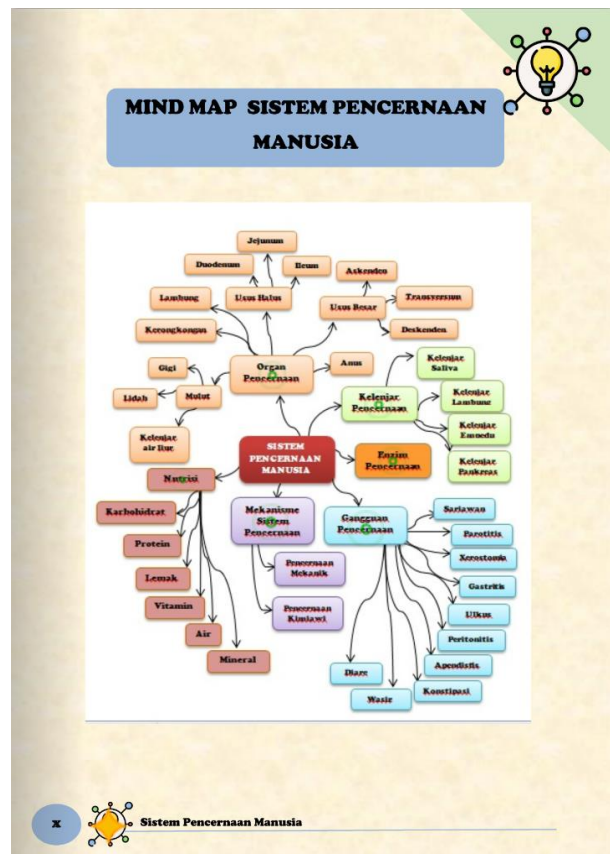 MIND MAP SISTEM PENCERNAAN
MANUSIA
Jejunum
Duodenum
Ileum
Askenden
Lambung
Usus Halus
Usus Besar
Transversun
Kerongkongan
Deskenden
Gigi
Organ
Pencernaan
Anus
Kelenjar
Saliva
Lidah
Mulut
Kelenjar
Pencernaan
Kelenjar
Lambung
Kelenjar
air liur
SISTEM
PENCERNAAN
MANUSIA
Kelenjar
Empedu
Enzim
Pencernaan
Kelenjar
Pankreas
Nutrisi
Karbohidrat
Mekanisme
Sistem
Pencernaan
Gangguan
Pencernaan
Sariawan
Parotitis
Protein
Xerostomia
Lemak
Pencernaan
Mekanik
Gastritis
Vitamin
Pencernaan
Kimiawi
Ulkus
Air
Peritonitis
Mineral
Apendistis
Diare
Wasir
Konstipasi
x
Sistem Pencernaan Manusia